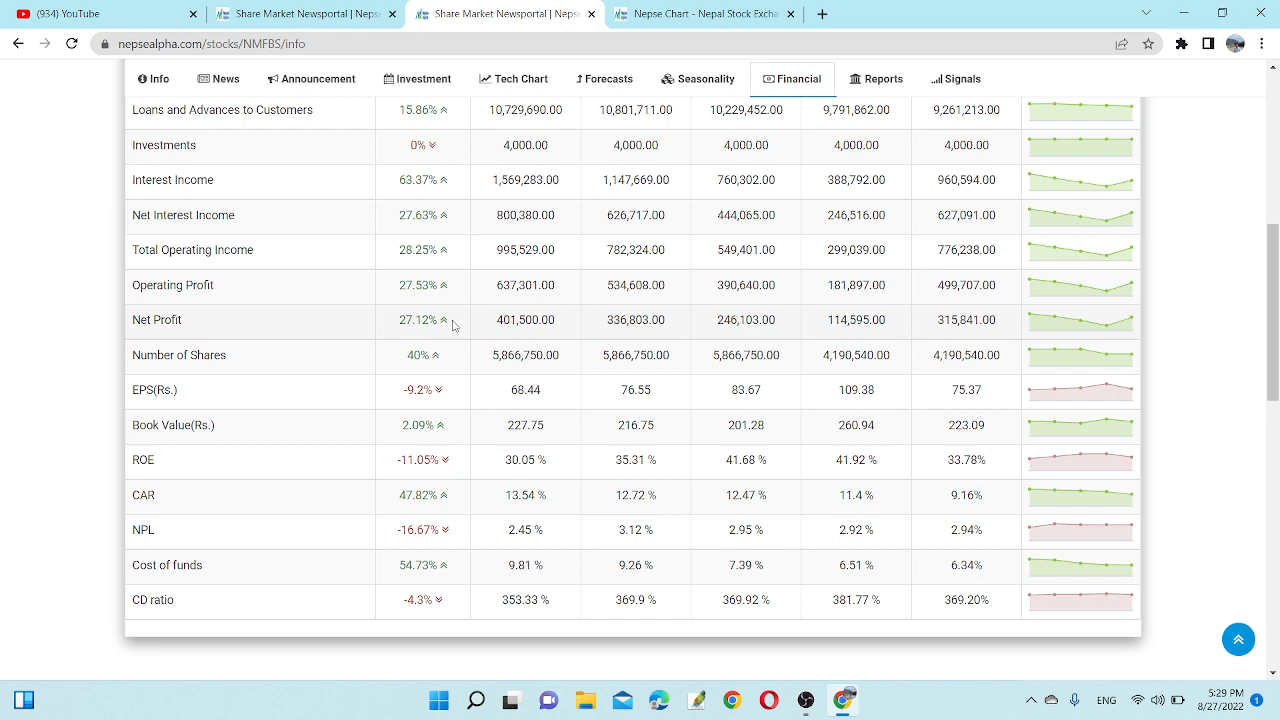 (934) YouTube
Share Market Newsportal | Nepse
Share Market Newsportal | Nepse
Nepse Chart - Nepal Stock Excha
nepsealpha.com/stocks/NMFBS/info
Info News Announcement Investment Tech Chart Forecasts Seasonality Financial Reports Signals
Loans and Advances to Customers 15.86% 10,729,690.00 10,801,711.00 10,229,452.00 9,791,862.00 9,261,213.00
Investments 0% 4,000.00 4,000.00 4,000.00 4,000.00 4,000.00
Interest Income 63.37% 1,569,283.00 1,147,669.00 760,302.00 388,792.00 960,594.00
Net Interest Income 27.63% 800,380.00 626,717.00 444,065.00 246,516.00 627,091.00
Total Operating Income 28.25% 995,529.00 782,324.00 549,401.00 299,039.00 776,238.00
Operating Profit 27.53% 637,301.00 534,608.00 390,640.00 181,897.00 499,707.00
Net Profit 27.12% 401,500.00 336,803.00 246,103.00 114,595.00 315,841.00
Number of Shares 40% 5,866,750.00 5,866,750.00 5,866,750.00 4,190,540.00 4,190,540.00
EPS(Rs.) -9.2% 68.44 76.55 83.67 109.38 75.37
Book Value(Rs.) 2.09% 227.75 216.75 201.28 260.94 223.09
ROE -11.05% 30.05 % 35.31 % 41.68 % 41.92 % 33.78%
CAR 47.82% 13.54 % 12.72 % 12.47 % 11.4 % 9.16%
NPL -16.67% 2.45 % 3.12 % 2.95 % 2.92 % 2.94%
Cost of funds 54.73% 9.81 % 9.26 % 7.39 % 6.51 % 6.34%
CD ratio -4.3% 353.33 % 369.9 % 369.92 % 381.77 % 369.20%
ENG
5:29 PM
8/27/2022
1